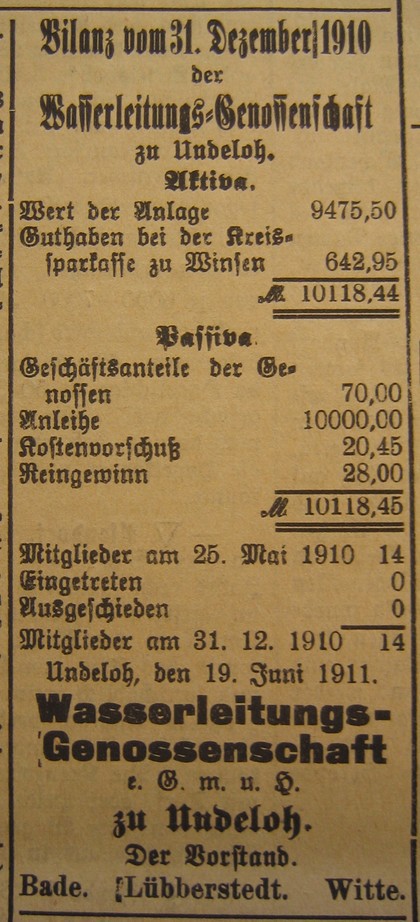 Bilanz vom 31. Dezember 1910
der
Wasserleitungs-Genossenschaft
zu Undeloh.
Aktiva.
Wert der Anlage 9475,50
Guthaben bei der Kreis-
sparkasse zu Winsen 642,95
M. 10118,44
Passiva.
Geschäftsanteile der Ge-
nossen 70,00
Anleihe 10000,00
Kostenvorschuß 20,45
Reingewinn 28,00
M. 10118,45
Mitglieder am 25. Mai 1910 14
Eingetreten 0
Ausgeschieden 0
Mitglieder am 31. 12. 1910 14
Undeloh, den 19. Juni 1911.
Wasserleitungs-
Genossenschaft
e. G. m. u. H.
zu Undeloh.
Der Vorstand.
Bade. Lübberstedt. Witte.